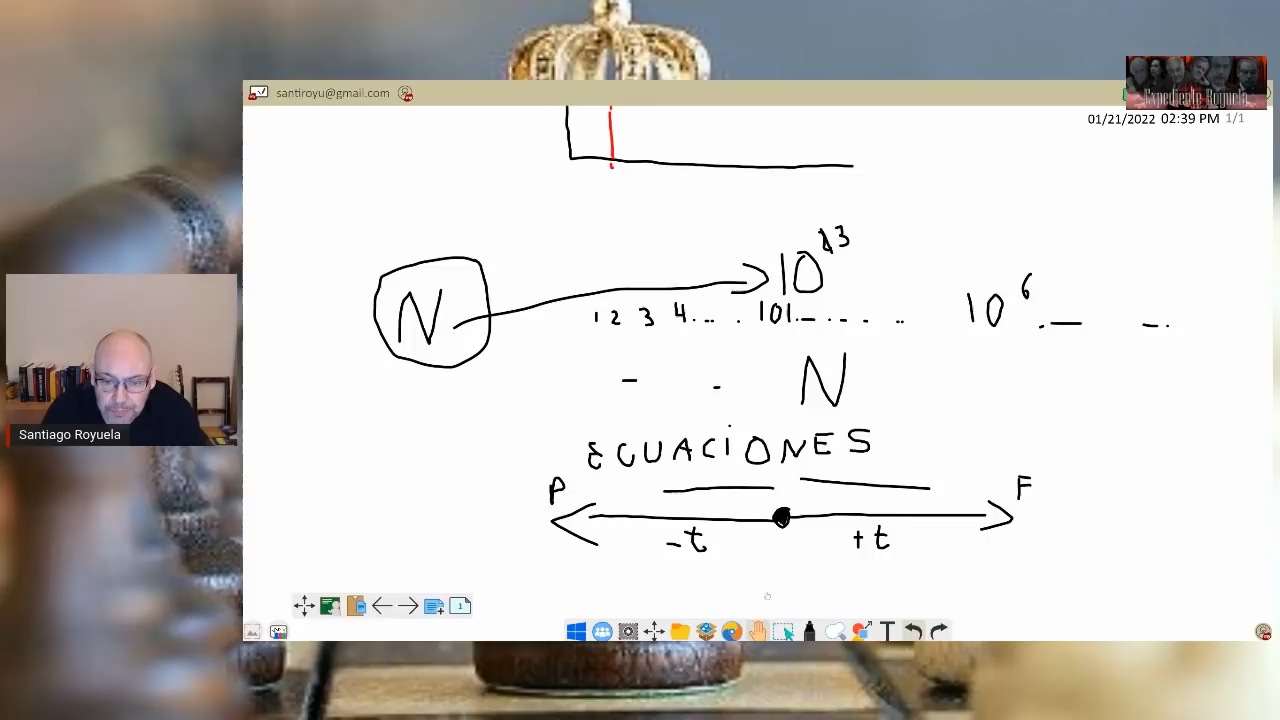 Expediente Royuela
santiroyu@gmail.com
01/21/2022 02:39 PM 1/1
10^13
N
1 2 3 4... . 101.-. . . ..
10^6 .— -..
- . N
ECUACIONES
P F
-t +t
Santiago Royuela
1
T